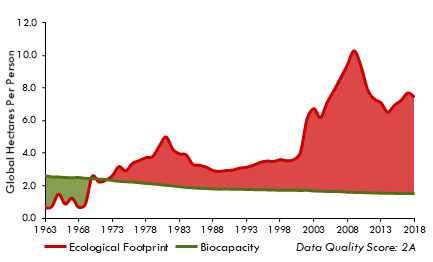 Global Hectares Per Person
12.0
10.0
8.0
6.0
4.0
2.0
0.0
1963 1968 1973 1978 1983 1988 1993 1998 2003 2008 2013 2018
Ecological Footprint Biocapacity Data Quality Score: 2A